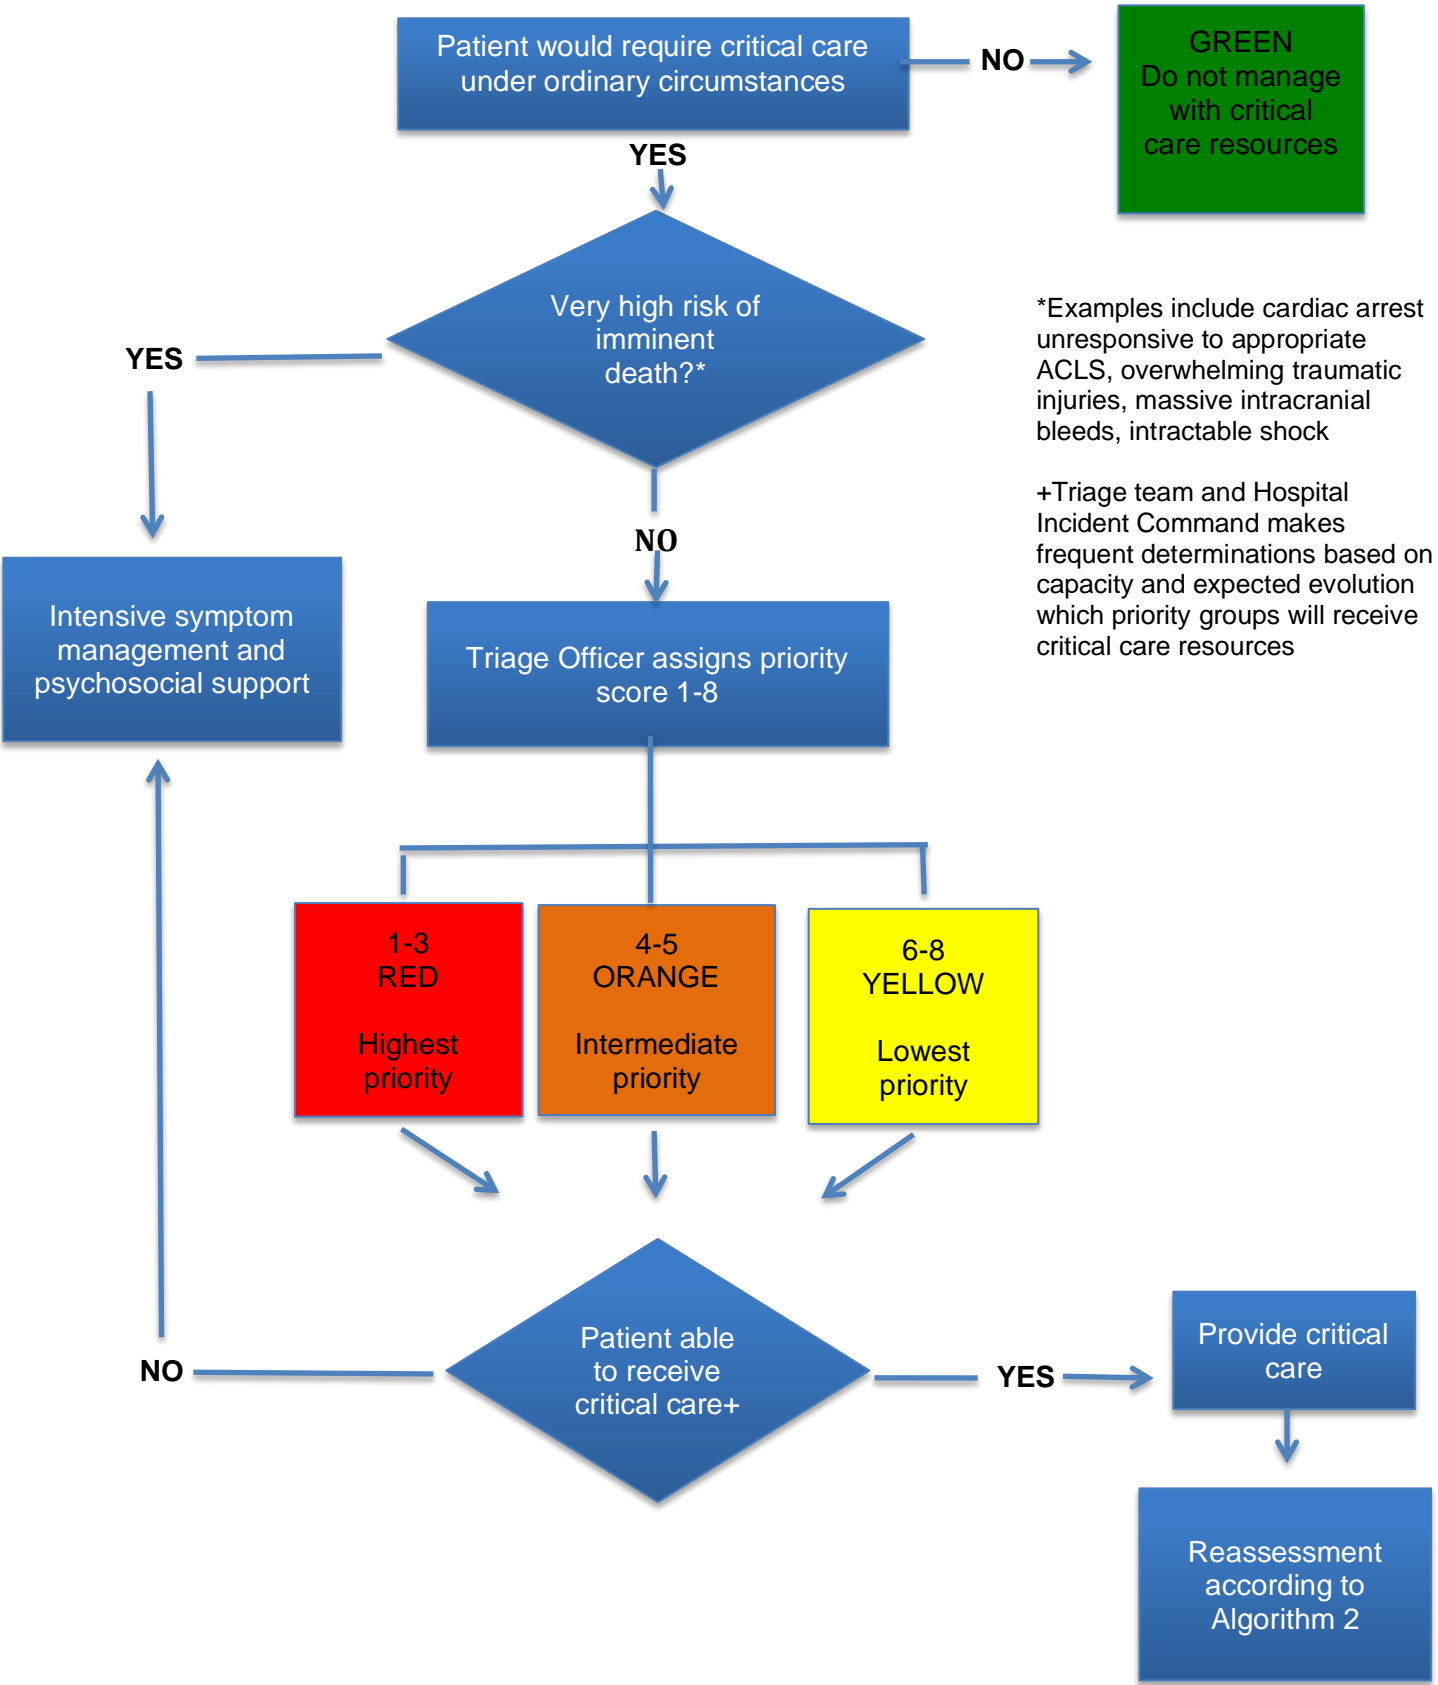 Patient would require critical care
under ordinary circumstances
NO
GREEN
Do not manage
with critical
care resources
YES
Very high risk of
imminent
death?*
YES
*Examples include cardiac arrest
unresponsive to appropriate
ACLS, overwhelming traumatic
injuries, massive intracranial
bleeds, intractable shock
+Triage team and Hospital
Incident Command makes
frequent determinations based on
capacity and expected evolution
which priority groups will receive
critical care resources
NO
Intensive symptom
management and
psychosocial support
Triage Officer assigns priority
score 1-8
1-3
RED
Highest
priority
4-5
ORANGE
Intermediate
priority
6-8
YELLOW
Lowest
priority
Patient able
to receive
critical care+
NO
YES
Provide critical
care
Reassessment
according to
Algorithm 2